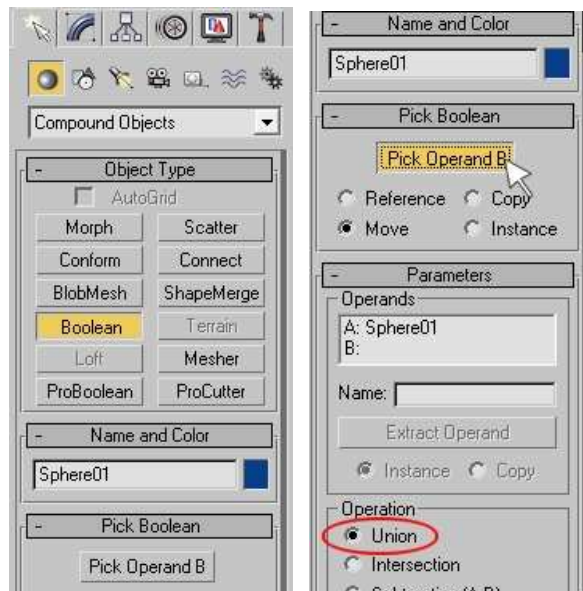 Compound Objects
- Object Type
AutoGrid
Morph Scatter
Conform Connect
BlobMesh ShapeMerge
Boolean Terrain
Loft Mesher
ProBoolean ProCutter
- Name and Color
Sphere01
- Pick Boolean
Pick Operand B
- Name and Color
Sphere01
- Pick Boolean
Pick Operand B
Reference Copy
Move Instance
- Parameters
Operands
A: Sphere01
B:
Name:
Extract Operand
Instance Copy
Operation
Union
Intersection
Subtraction (A-B)